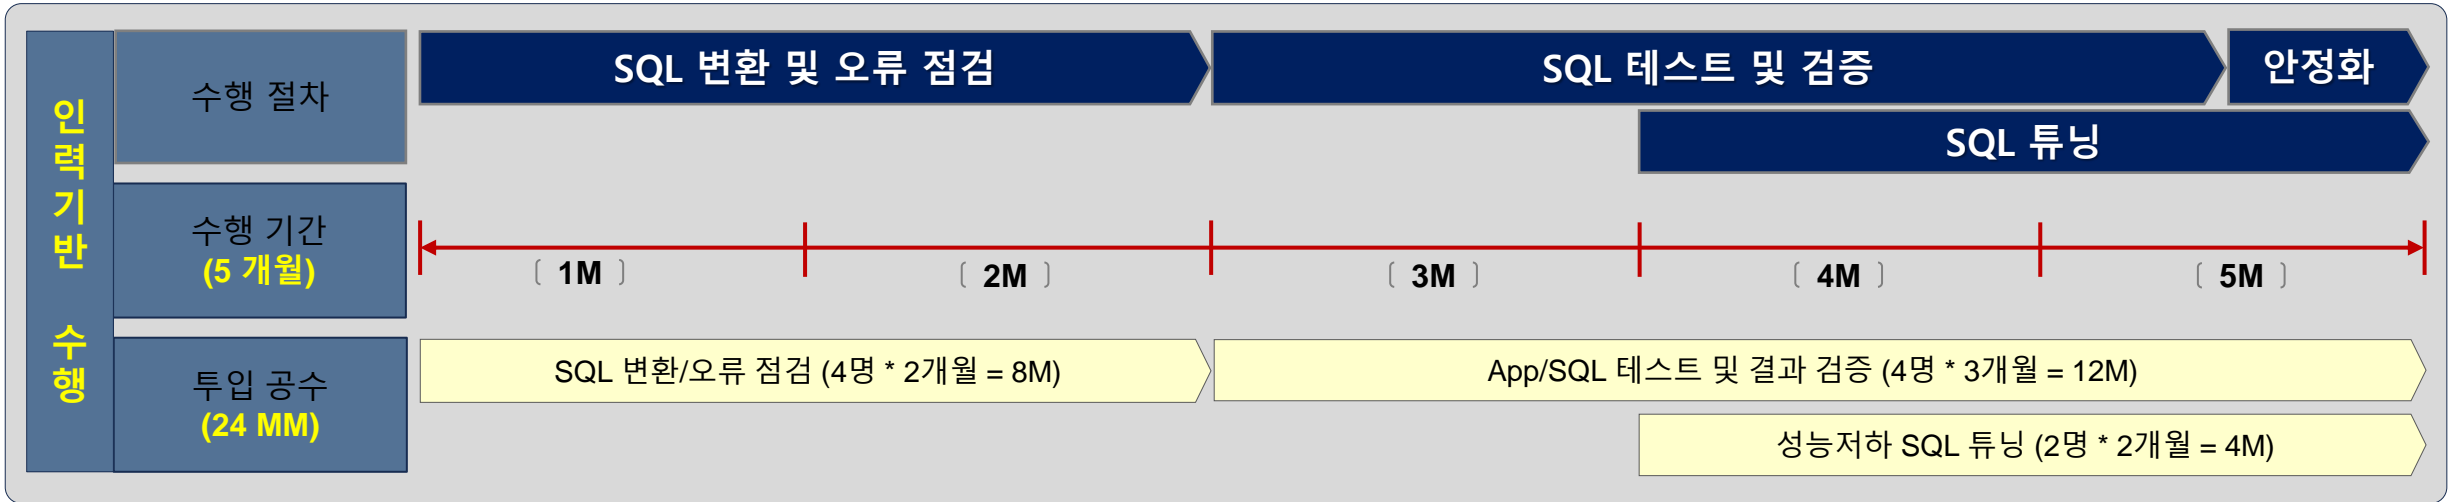 인력기반 수행
수행 절차
SQL 변환 및 오류 점검
SQL 테스트 및 검증
안정화
SQL 튜닝
수행 기간
(5 개월)
〔 1M 〕
〔 2M 〕
〔 3M 〕
〔 4M 〕
〔 5M 〕
투입 공수
(24 MM)
SQL 변환/오류 점검 (4명 * 2개월 = 8M)
App/SQL 테스트 및 결과 검증 (4명 * 3개월 = 12M)
성능저하 SQL 튜닝 (2명 * 2개월 = 4M)